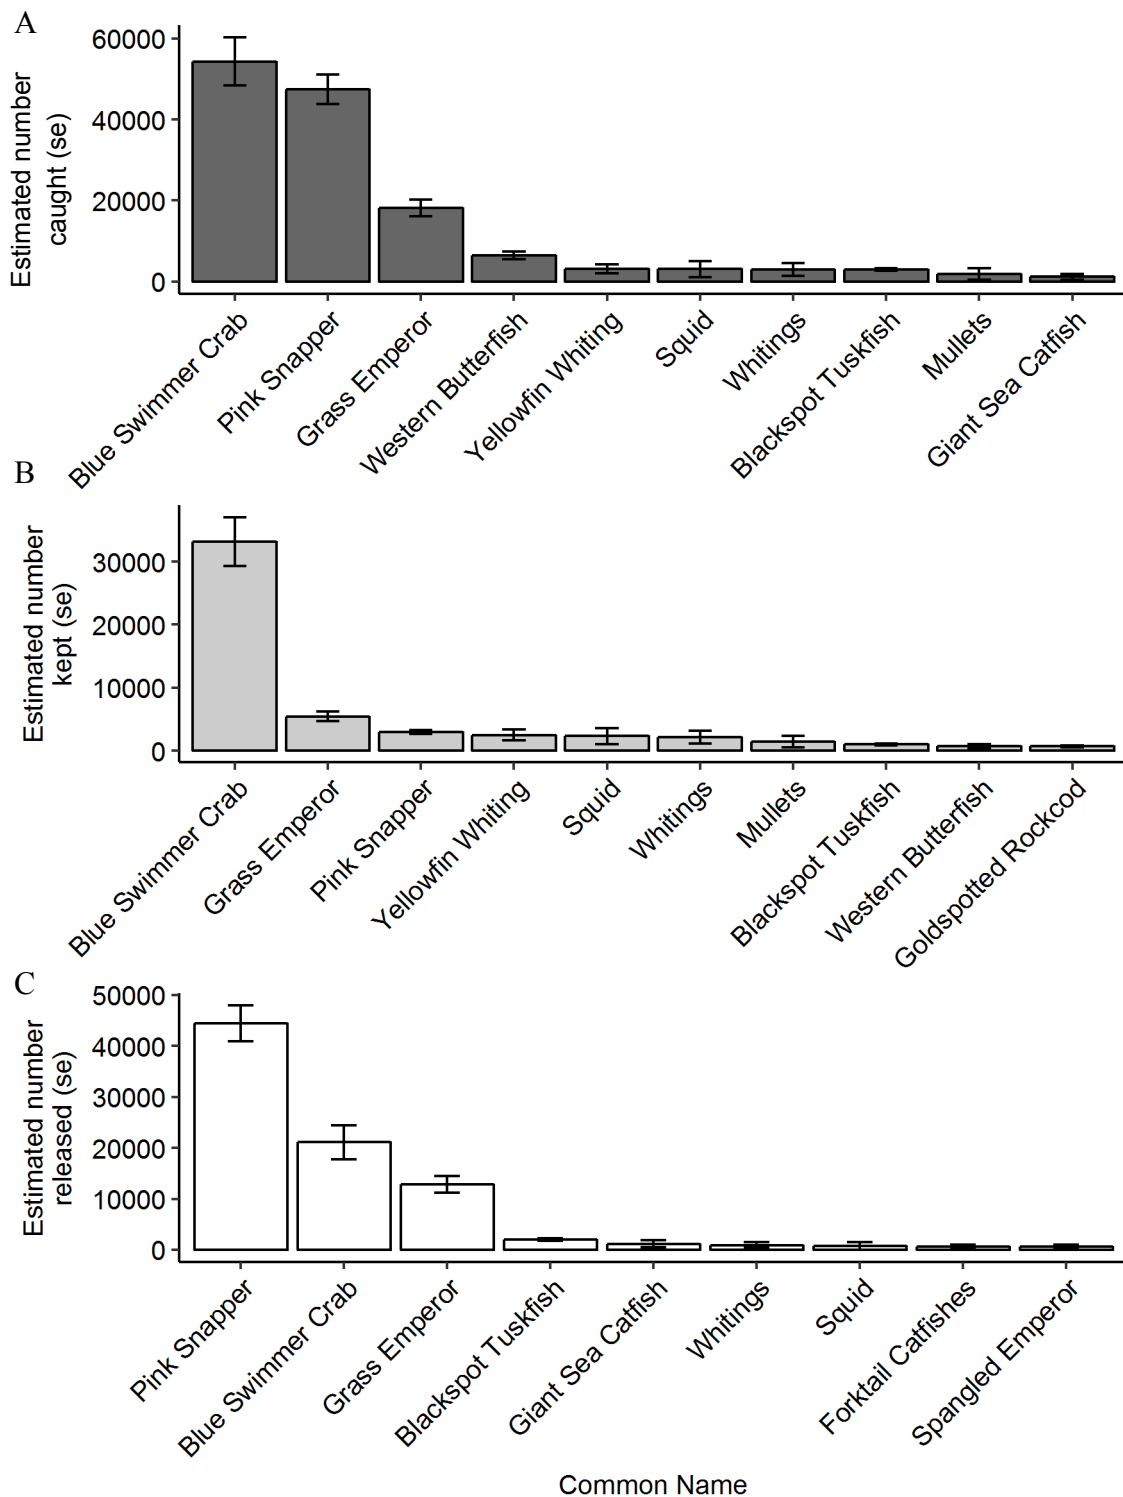 A
Estimated number
caught (se)
60000
40000
20000
0
Blue Swimmer Crab
Pink Snapper
Grass Emperor
Western Butterfish
Yellowfin Whiting
Squid
Whitings
Blackspot Tuskfish
Mullets
Giant Sea Catfish
B
Estimated number
kept (se)
30000
20000
10000
0
Blue Swimmer Crab
Grass Emperor
Pink Snapper
Yellowfin Whiting
Squid
Whitings
Mullets
Blackspot Tuskfish
Western Butterfish
Goldspotted Rockcod
C
Estimated number
released (se)
50000
40000
30000
20000
10000
0
Pink Snapper
Blue Swimmer Crab
Grass Emperor
Blackspot Tuskfish
Giant Sea Catfish
Whitings
Squid
Forktail Catfishes
Spangled Emperor
Common Name